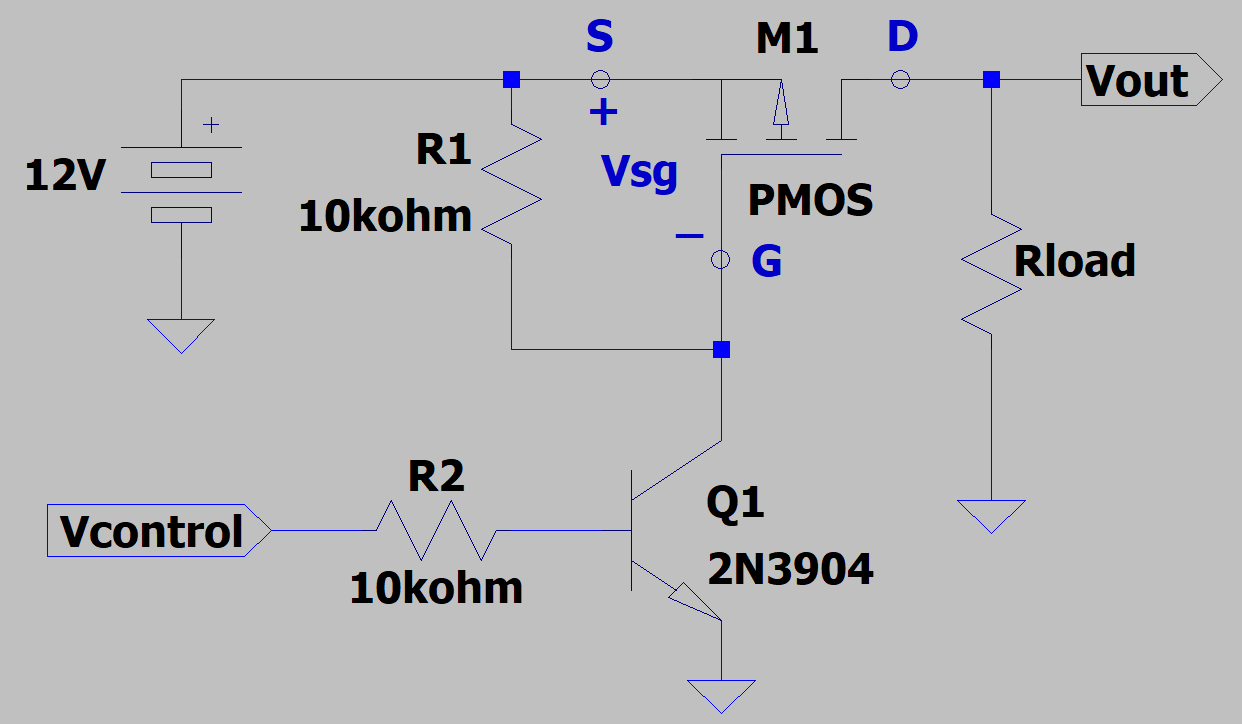 S
M1
D
Vout
+
+
R1
12V
Vsg
10kohm
PMOS
−
G
Rload
R2
Q1
Vcontrol
2N3904
10kohm